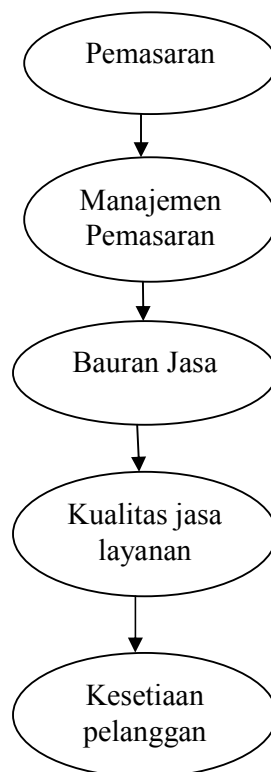 Pemasaran
Manajemen
Pemasaran
Bauran Jasa
Kualitas jasa
layanan
Kesetiaan
pelanggan